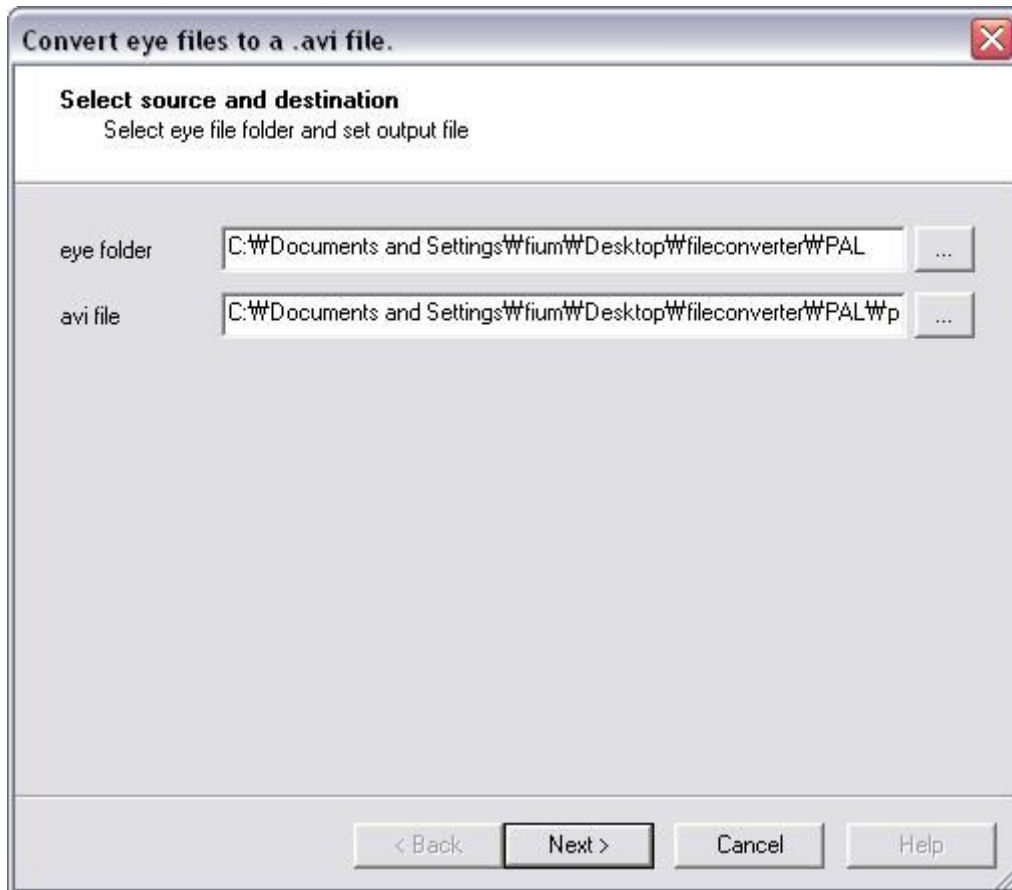 Convert eye files to a .avi file.
Select source and destination
Select eye file folder and set output file
eye folder C:₩Documents and Settings₩fium₩Desktop₩fileconverter₩PAL ...
avi file C:₩Documents and Settings₩fium₩Desktop₩fileconverter₩PAL₩p ...
< Back Next > Cancel Help